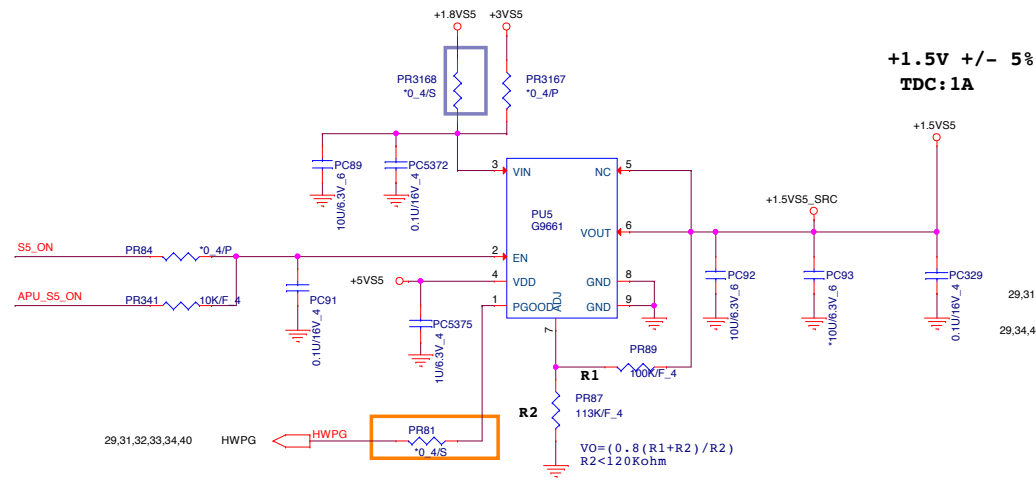 +1.8VS5
+3VS5
+1.5V +/- 5%
TDC:1A
PR3168
*0_4/S
PR3167
*0_4/P
+1.5VS5
PC89
10U/6.3V_6
PC5372
0.1U/16V_4
3
VIN
NC
5
PU5
G9661
+1.5VS5_SRC
VOUT
6
S5_ON
PR84
*0_4/P
2
EN
APU_S5_ON
PR341
10K/F_4
PC91
0.1U/16V_4
+5VS5
4
VDD
GND
8
1
PGOOD
ADJ
GND
9
7
PC92
10U/6.3V_6
PC93
*10U/6.3V_6
PC329
0.1U/16V_4
29,31
29,34,4
PC5375
1U/6.3V_4
PR89
R1
100K/F_4
R2
PR87
113K/F_4
29,31,32,33,34,40
HWPG
HWPG
PR81
*0_4/S
VO=(0.8(R1+R2)/R2)
R2<120Kohm